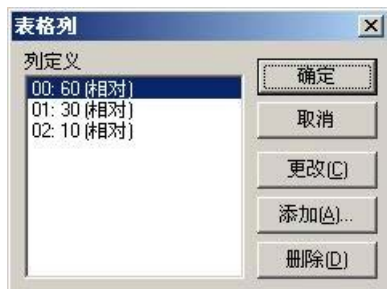 表格列
列定义
00: 60 (相对)
01: 30 (相对)
02: 10 (相对)
确定
取消
更改(C)
添加(A)...
删除(D)